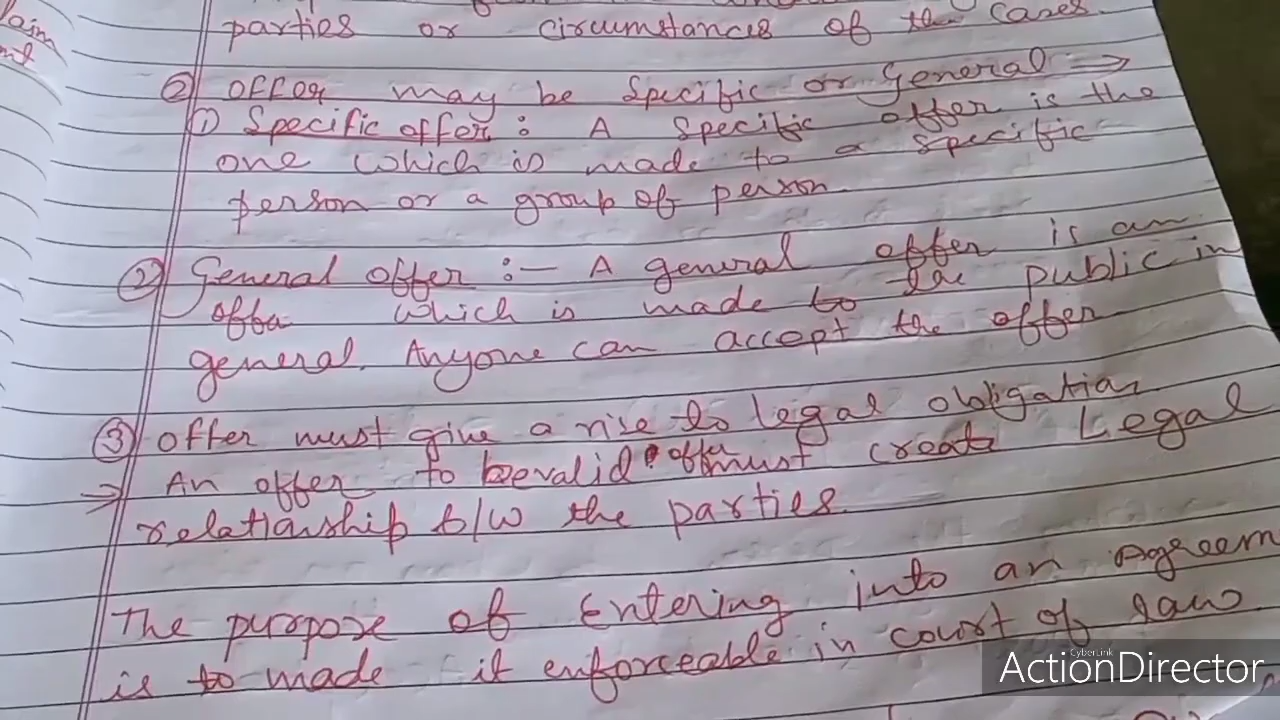 laim
parties or circumstances of the cases.
② offer may be Specific or General →
① Specific offer : A Specific offer is the
one which is made to a specific
person or a group of person
② General offer :- A general offer is an
offer which is made to the public in
general. Anyone can accept the offer
③ offer must give a rise to legal obligation
→ An offer to be valid offer must create Legal
relationship b/w the parties.
The purpose of Entering into an Agreem
is to made it enforceable in court of law.
CyberLink
ActionDirector